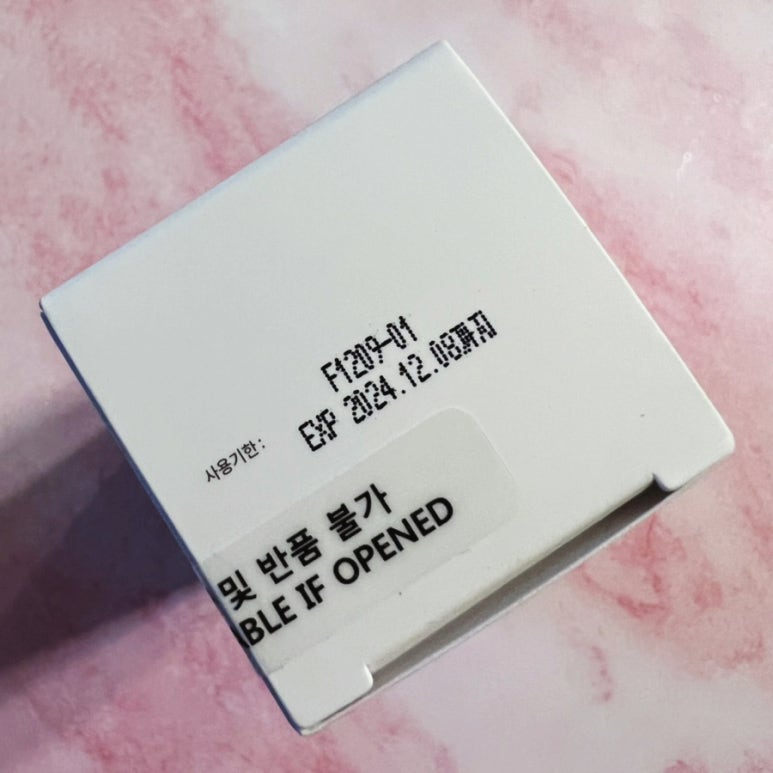 F1209-01
EXP 2024.12.08까지
사용기한 :
및 반품 불가
ABLE IF OPENED